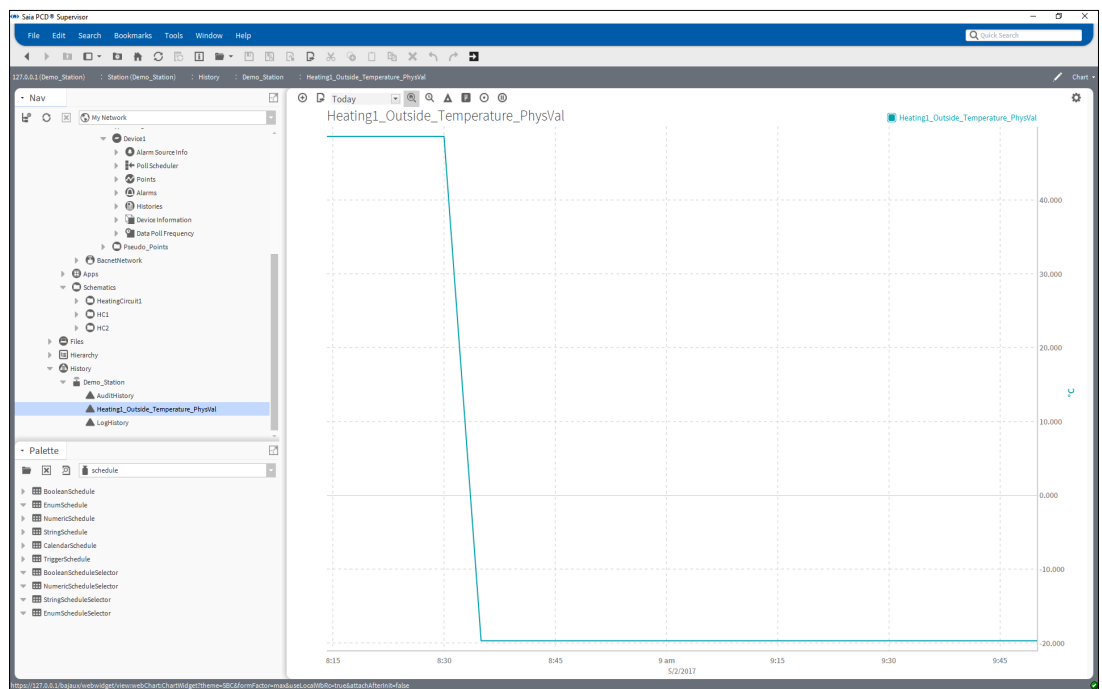 Saia PCD® Supervisor
File Edit Search Bookmarks Tools Window Help
Quick Search
127.0.0.1 (Demo_Station) : Station (Demo_Station) : History : Demo_Station : Heating1_Outside_Temperature_PhysVal
Chart
Nav
My Network
Device1
Alarm Source Info
Poll Scheduler
Points
Alarms
Histories
Device Information
Data Poll Frequency
Pseudo_Points
BacnetNetwork
Apps
Schematics
HeatingCircuit1
HC1
HC2
Files
Hierarchy
History
Demo_Station
AuditHistory
Heating1_Outside_Temperature_PhysVal
LogHistory
Palette
schedule
BooleanSchedule
EnumSchedule
NumericSchedule
StringSchedule
CalendarSchedule
TriggerSchedule
BooleanScheduleSelector
NumericScheduleSelector
StringScheduleSelector
EnumScheduleSelector
Today
Heating1_Outside_Temperature_PhysVal
Heating1_Outside_Temperature_PhysVal
40.000
30.000
20.000
°C
10.000
0.000
-10.000
-20.000
8:15 8:30 8:45 9 am 9:15 9:30 9:45
5/2/2017
https://127.0.0.1/bajaux/webwidget/view:webChart:ChartWidget?theme=SBC&formFactor=max&useLocalWbRc=true&attachAfterInit=false